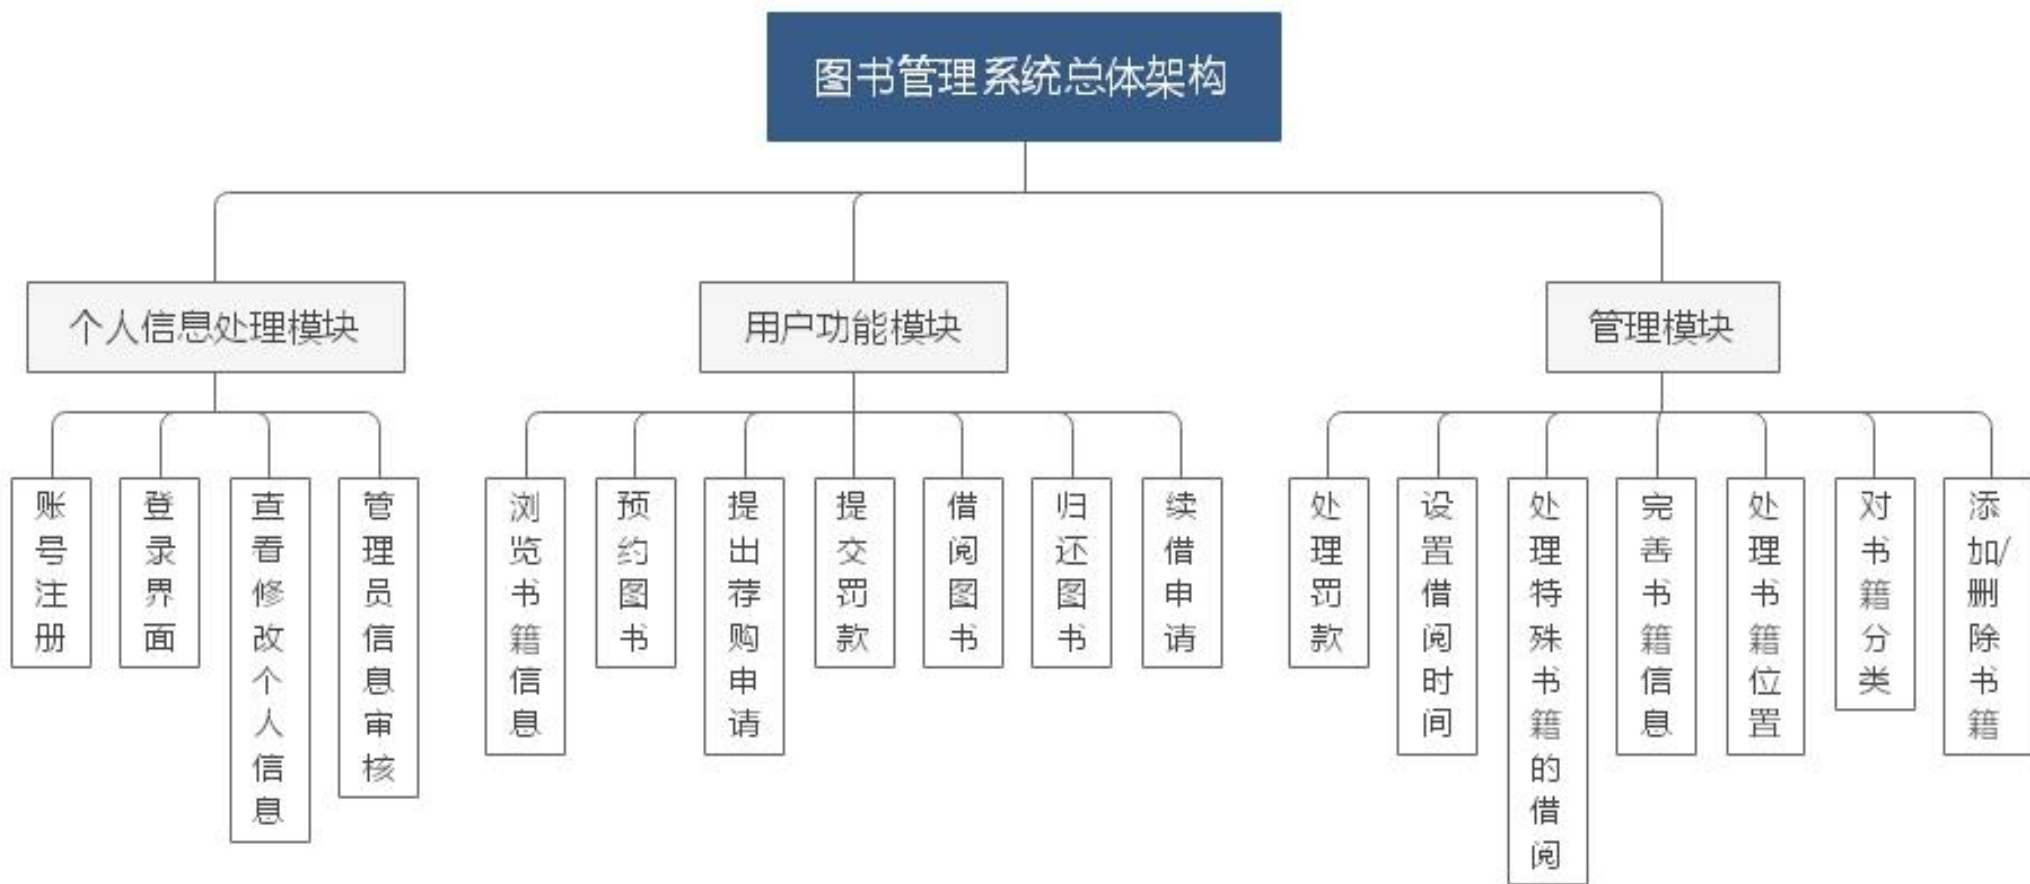 图书管理系统总体架构
个人信息处理模块
用户功能模块
管理模块
账号注册
登录界面
查看修改个人信息
管理员信息审核
浏览书籍信息
预约图书
提出荐购申请
提交罚款
借阅图书
归还图书
续借申请
处理罚款
设置借阅时间
处理特殊书籍的借阅
完善书籍信息
处理书籍位置
对书籍分类
添加/删除书籍